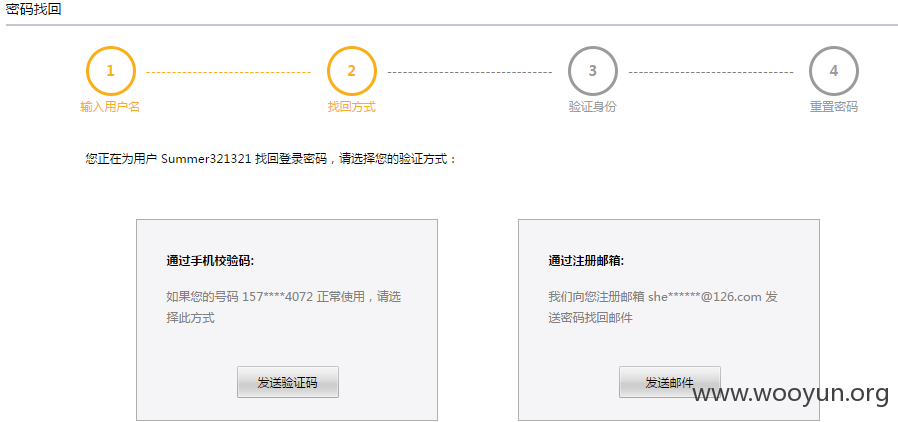 密码找回
1 2 3 4
输入用户名 找回方式 验证身份 重置密码
您正在为用户 Summer321321 找回登录密码，请选择您的验证方式：
通过手机校验码:
如果您的号码 157****4072 正常使用，请选
择此方式
发送验证码
通过注册邮箱:
我们向您注册邮箱 she******@126.com 发
送密码找回邮件
发送邮件
www.wooyun.org